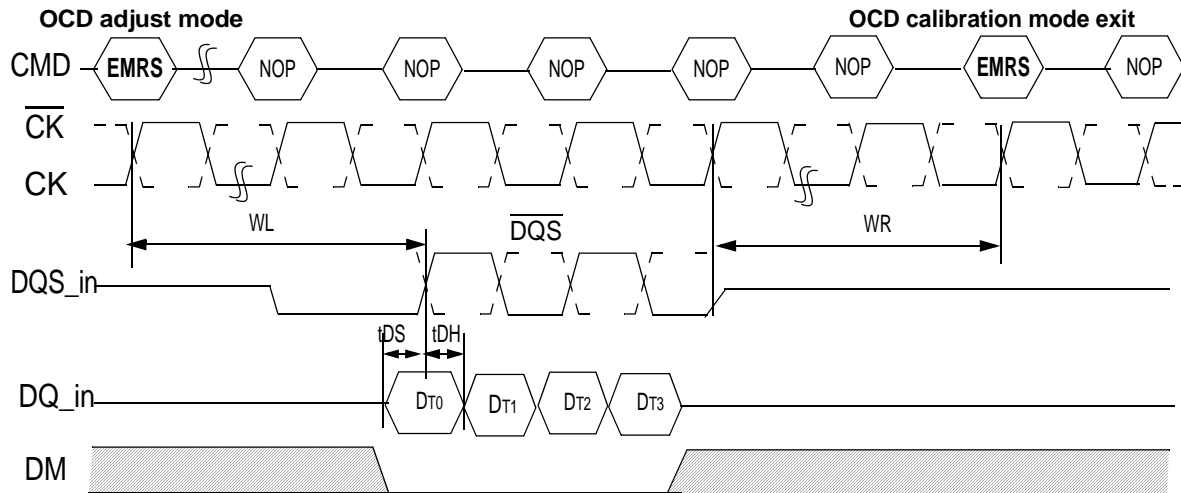 OCD adjust mode OCD calibration mode exit
CMD EMRS NOP NOP NOP NOP NOP EMRS NOP
CK
CK
WL DQS WR
DQS_in
tDS tDH
DQ_in DT0 DT1 DT2 DT3
DM